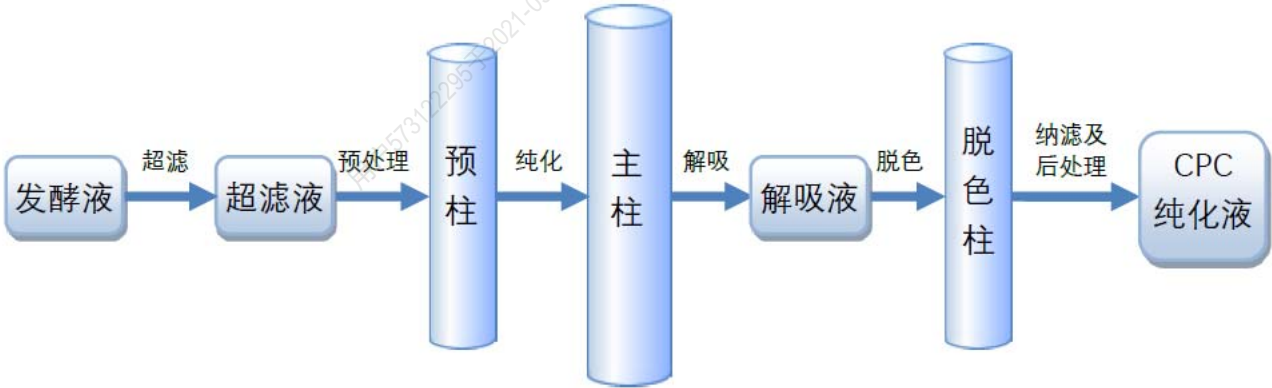 发酵液
超滤
超滤液
预处理
预柱
纯化
主柱
解吸
解吸液
脱色
脱色柱
纳滤及
后处理
CPC
纯化液